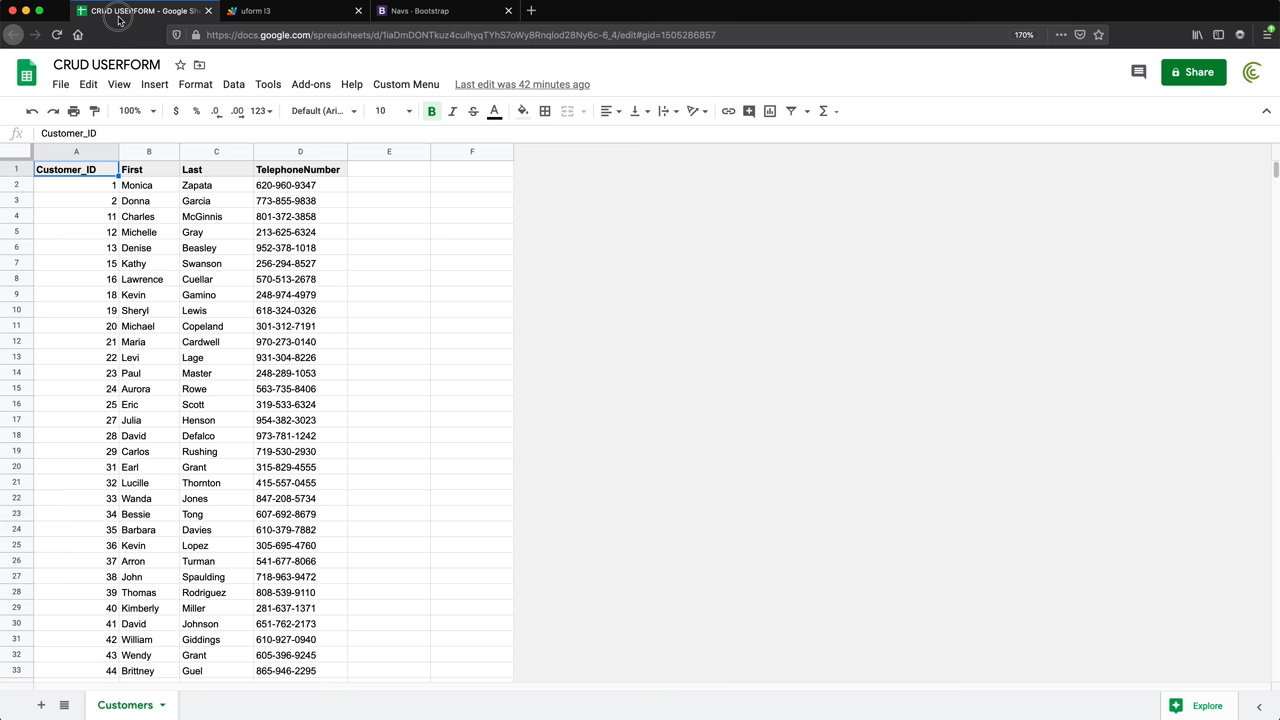 CRUD USERFORM - Google She
uform l3
Navs · Bootstrap
https://docs.google.com/spreadsheets/d/1iaDmDONTkuz4culhyqTYhS7oWy8Rnqlod28Ny6c-6_4/edit#gid=1505286857
170%
CRUD USERFORM
File Edit View Insert Format Data Tools Add-ons Help Custom Menu Last edit was 42 minutes ago
Share
100% $ % .0 .00 123 Default (Ari... 10 B I S A
fx Customer_ID
A B C D E F
1 Customer_ID First Last TelephoneNumber
2 1 Monica Zapata 620-960-9347
3 2 Donna Garcia 773-855-9838
4 11 Charles McGinnis 801-372-3858
5 12 Michelle Gray 213-625-6324
6 13 Denise Beasley 952-378-1018
7 15 Kathy Swanson 256-294-8527
8 16 Lawrence Cuellar 570-513-2678
9 18 Kevin Gamino 248-974-4979
10 19 Sheryl Lewis 618-324-0326
11 20 Michael Copeland 301-312-7191
12 21 Maria Cardwell 970-273-0140
13 22 Levi Lage 931-304-8226
14 23 Paul Master 248-289-1053
15 24 Aurora Rowe 563-735-8406
16 25 Eric Scott 319-533-6324
17 27 Julia Henson 954-382-3023
18 28 David Defalco 973-781-1242
19 29 Carlos Rushing 719-530-2930
20 31 Earl Grant 315-829-4555
21 32 Lucille Thornton 415-557-0455
22 33 Wanda Jones 847-208-5734
23 34 Bessie Tong 607-692-8679
24 35 Barbara Davies 610-379-7882
25 36 Kevin Lopez 305-695-4760
26 37 Arron Turman 541-677-8066
27 38 John Spaulding 718-963-9472
28 39 Thomas Rodriguez 808-539-9110
29 40 Kimberly Miller 281-637-1371
30 41 David Johnson 651-762-2173
31 42 William Giddings 610-927-0940
32 43 Wendy Grant 605-396-9245
33 44 Brittney Guel 865-946-2295
Customers
Explore